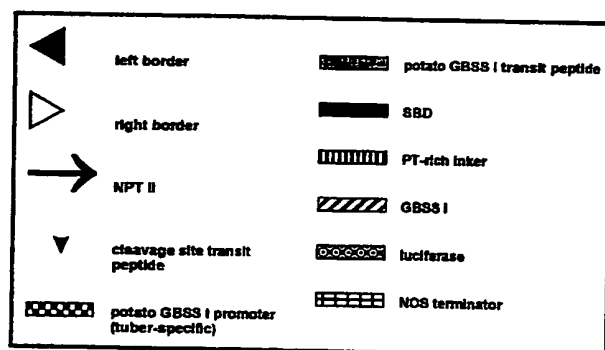 left border
right border
NPT II
cleavage site transit
peptide
potato GBSS I promoter
(tuber-specific)
potato GBSS I transit peptide
SBD
PT-rich inker
GBSS I
luciferase
NOS terminator